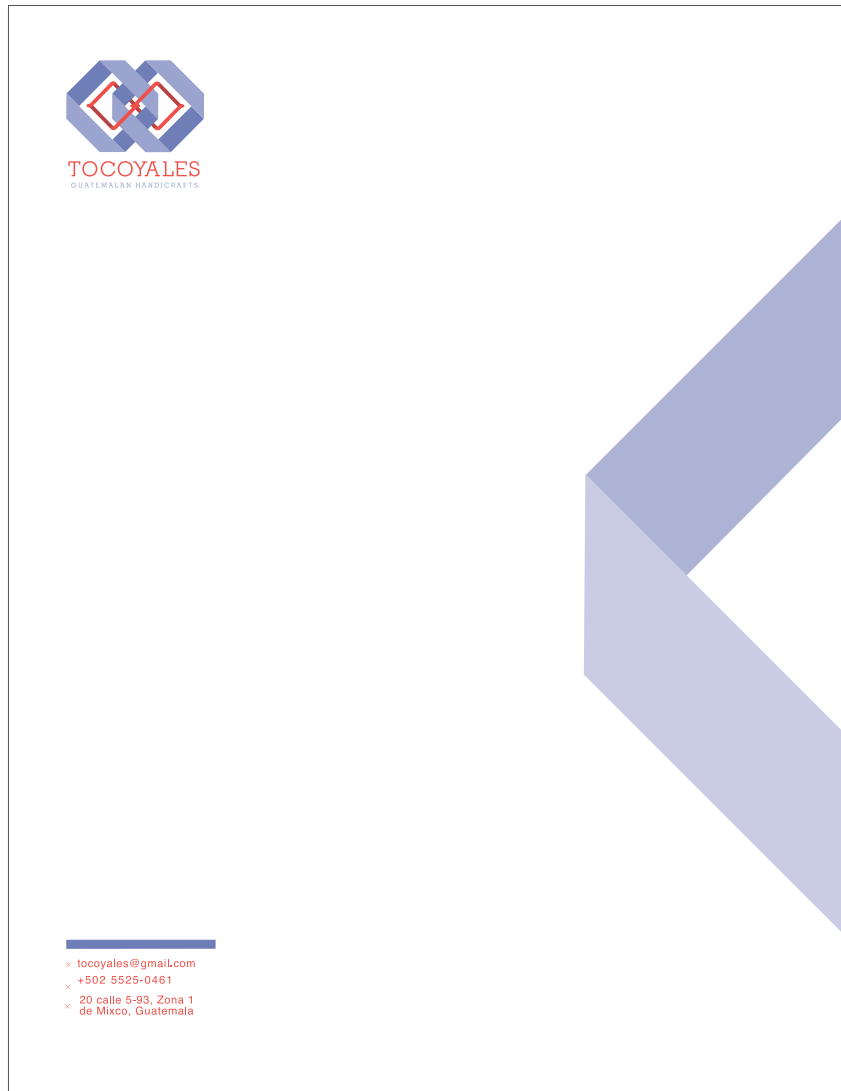 TOCOYALES
GUATEMALAN HANDICRAFTS
tocoyales@gmail.com
+502 5525-0461
20 calle 5-93, Zona 1
de Mixco, Guatemala